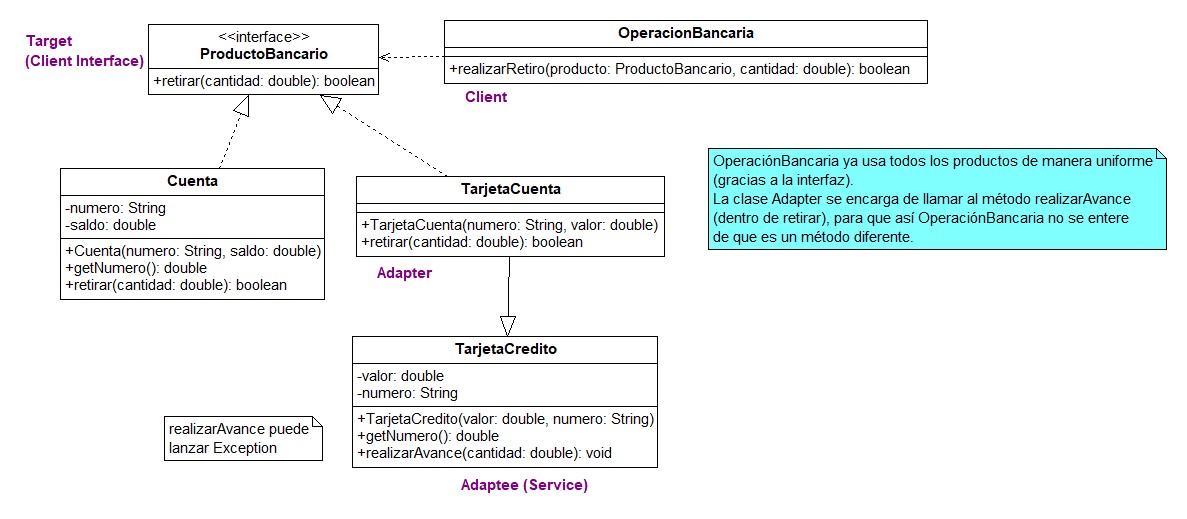 Target
(Client Interface)
<<interface>>
ProductoBancario
+retirar(cantidad: double): boolean
OperacionBancaria
+realizarRetiro(producto: ProductoBancario, cantidad: double): boolean
Client
OperaciónBancaria ya usa todos los productos de manera uniforme
(gracias a la interfaz).
La clase Adapter se encarga de llamar al método realizarAvance
(dentro de retirar), para que así OperaciónBancaria no se entere
de que es un método diferente.
Cuenta
-numero: String
-saldo: double
+Cuenta(numero: String, saldo: double)
+getNumero(): double
+retirar(cantidad: double): boolean
TarjetaCuenta
+TarjetaCuenta(numero: String, valor: double)
+retirar(cantidad: double): boolean
Adapter
TarjetaCredito
-valor: double
-numero: String
+TarjetaCredito(valor: double, numero: String)
+getNumero(): double
+realizarAvance(cantidad: double): void
realizarAvance puede
lanzar Exception
Adaptee (Service)